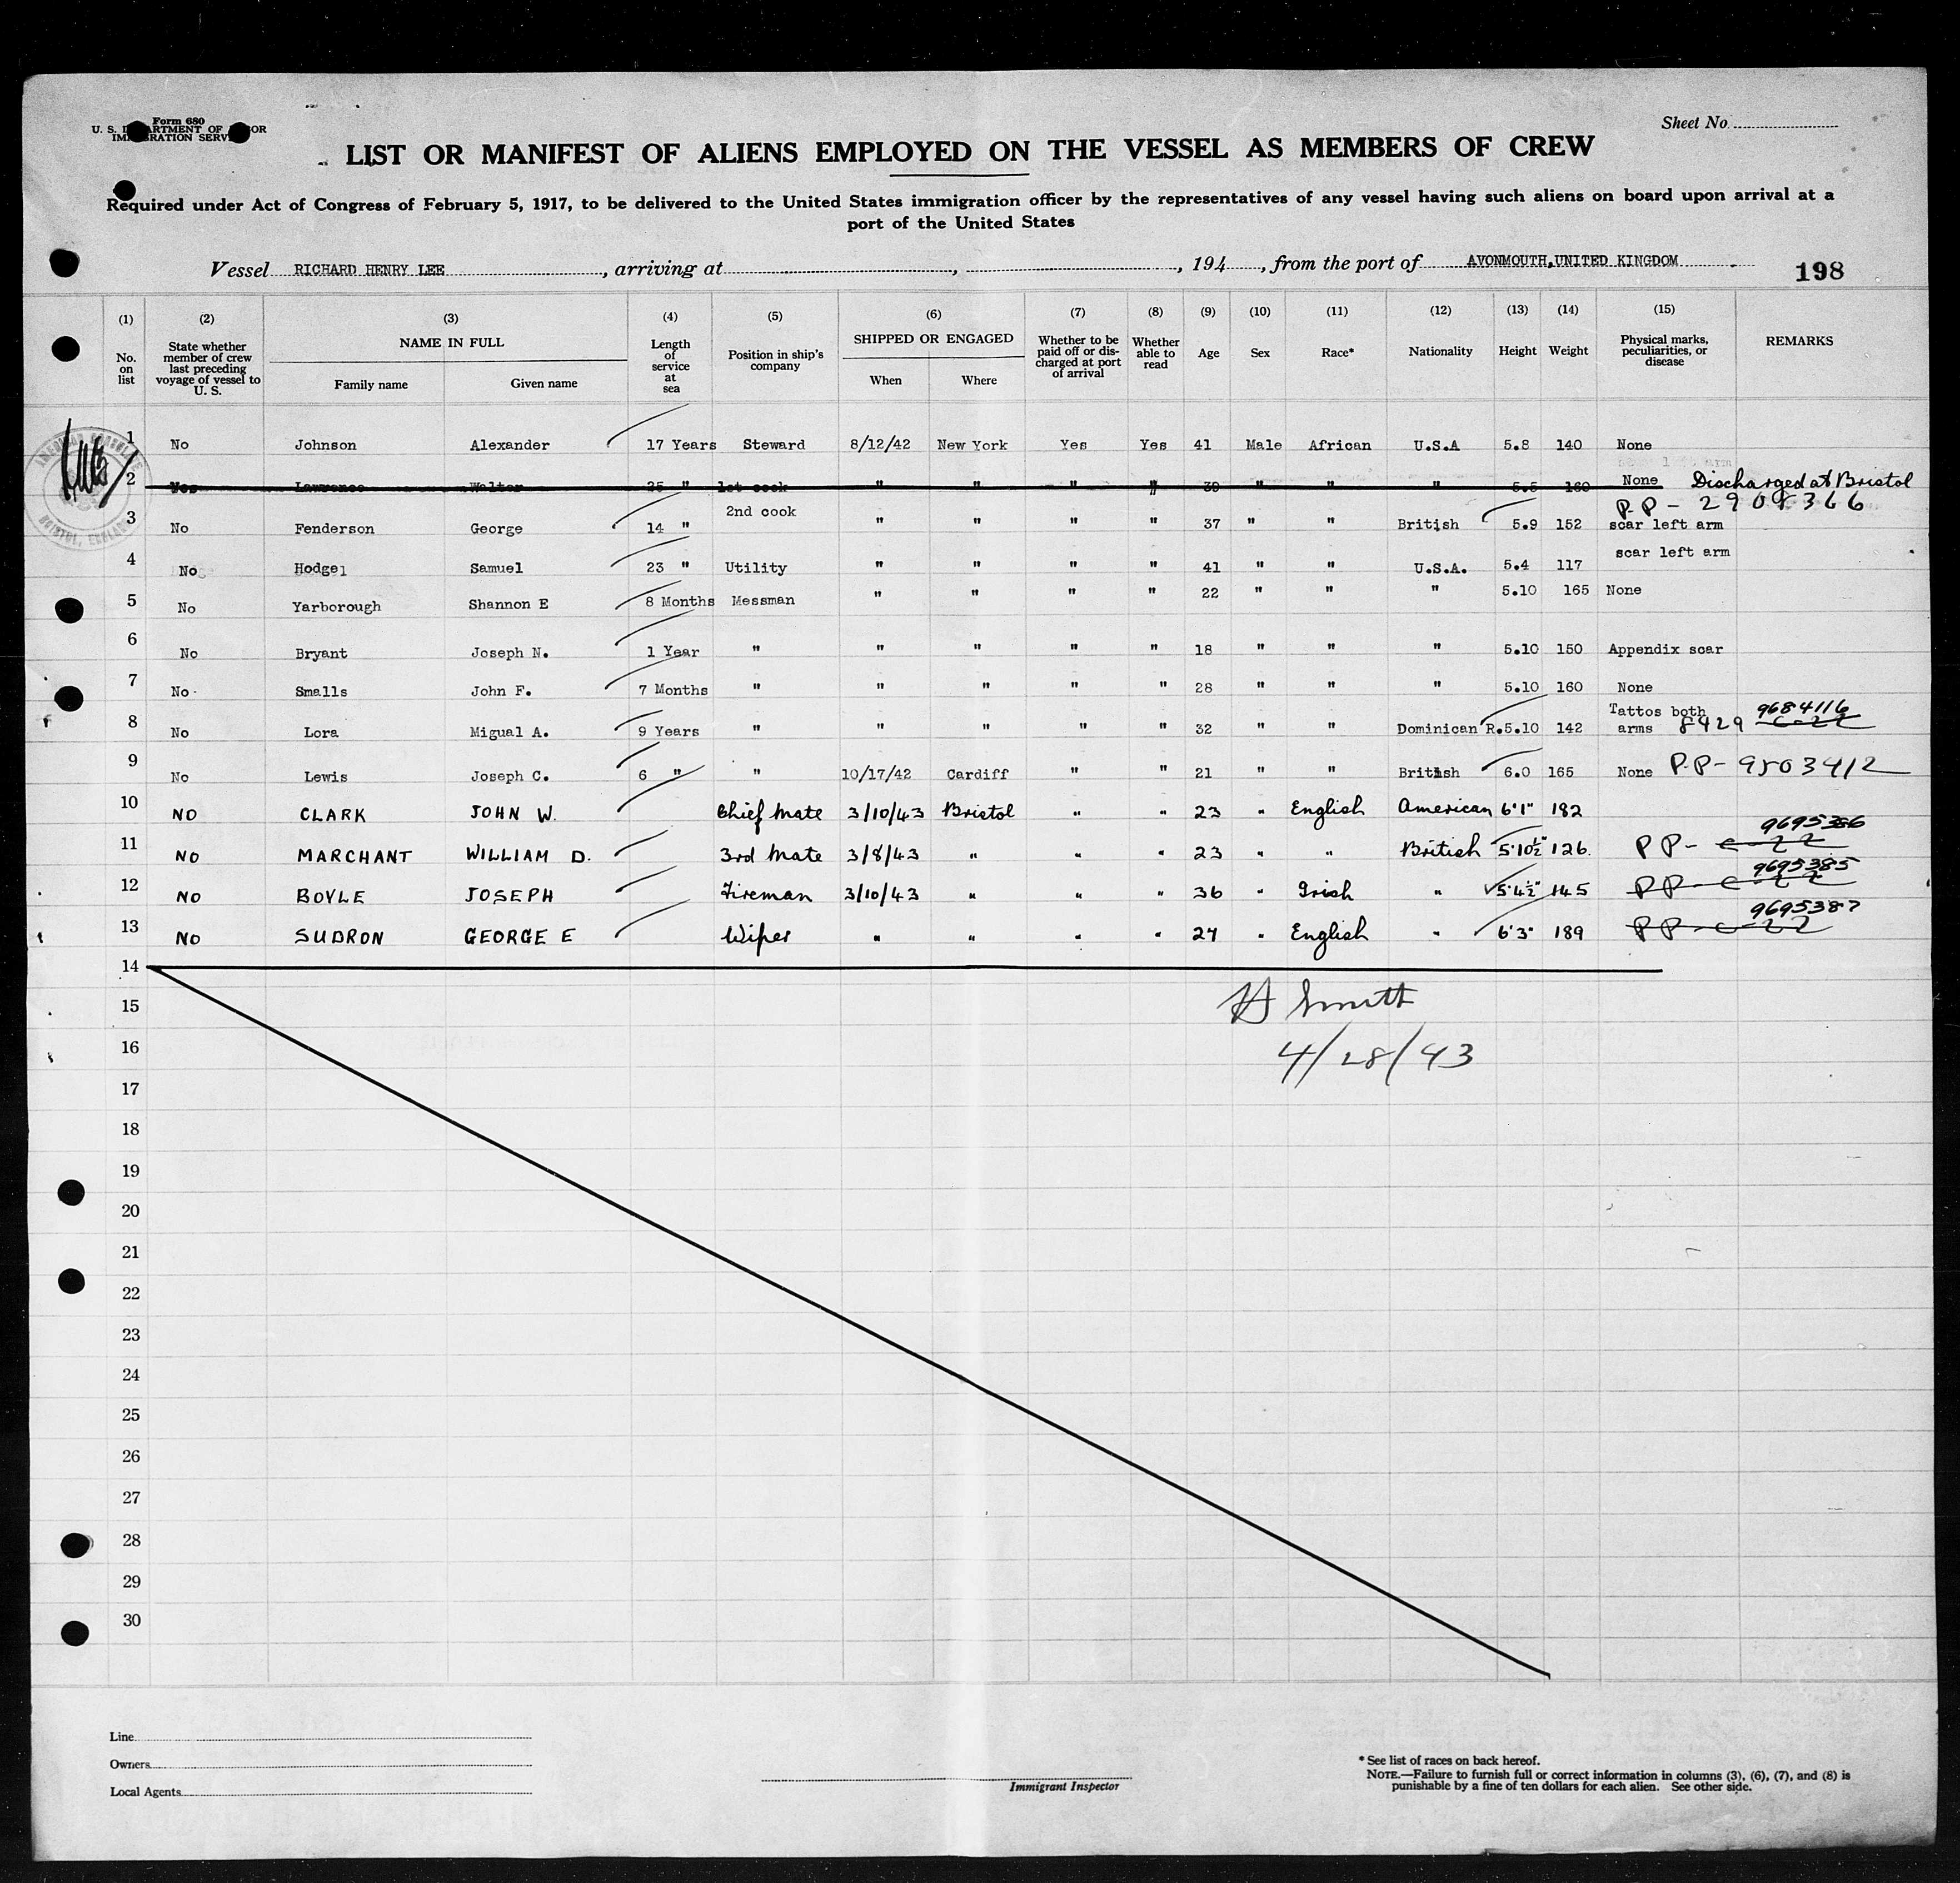 Form 680
U. S. DEPARTMENT OF LABOR
IMMIGRATION SERVICE
Sheet No.
LIST OR MANIFEST OF ALIENS EMPLOYED ON THE VESSEL AS MEMBERS OF CREW
Required under Act of Congress of February 5, 1917, to be delivered to the United States immigration officer by the representatives of any vessel having such aliens on board upon arrival at a
port of the United States
Vessel RICHARD HENRY LEE, arriving at , , 194 , from the port of AVONMOUTH,UNITED KINGDOM 198
(1) (2) (3) (4) (5) (6) (7) (8) (9) (10) (11) (12) (13) (14) (15)
No. on list State whether member of crew last preceding voyage of vessel to U. S. NAME IN FULL Family name Given name Length of service at sea Position in ship's company SHIPPED OR ENGAGED When Where Whether to be paid off or discharged at port of arrival Whether able to read Age Sex Race* Nationality Height Weight Physical marks, peculiarities, or disease REMARKS
1 No Johnson Alexander 17 Years Steward 8/12/42 New York Yes Yes 41 Male African U.S.A 5.8 140 None
2 Yes Lawrence Walter 25 " 1st cook " " " " 39 " " " 5.5 160 None Discharged at Bristol
3 No Fenderson George 14 " 2nd cook " " " " 37 " " British 5.9 152 scar left arm P.P - 2908366
4 No Hodge Samuel 23 " Utility " " " " 41 " " U.S.A. 5.4 117 scar left arm
5 No Yarborough Shannon E 8 Months Messman " " " " 22 " " " 5.10 165 None
6 No Bryant Joseph N. 1 Year " " " " " 18 " " " 5.10 150 Appendix scar
7 No Smalls John F. 7 Months " " " " " 28 " " " 5.10 160 None
8 No Lora Migual A. 9 Years " " " " " 32 " " Dominican R. 5.10 142 Tattos both arms 8429 9684116 C-22
9 No Lewis Joseph C. 6 " " 10/17/42 Cardiff " " 21 " " British 6.0 165 None P.P- 9503412
10 NO CLARK JOHN W. Chief Mate 3/10/43 Bristol " " 23 " English American 6'1" 182
11 NO MARCHANT WILLIAM D. 3rd Mate 3/8/43 " " " 23 " " British 5'10½" 126. PP- C-22 9695386
12 NO BOYLE JOSEPH Fireman 3/10/43 " " " 36 " Irish " 5'4½" 145 PP- C-22 9695385
13 NO SUDRON GEORGE E Wiper " " " " 27 " English " 6'3" 189 PP- C-22 9695387
14
15 H Smith
16 4/28/43
17
18
19
20
21
22
23
24
25
26
27
28
29
30
Line
Owners
Local Agents
Immigrant Inspector
* See list of races on back hereof.
NOTE.—Failure to furnish full or correct information in columns (3), (6), (7), and (8) is
punishable by a fine of ten dollars for each alien. See other side.